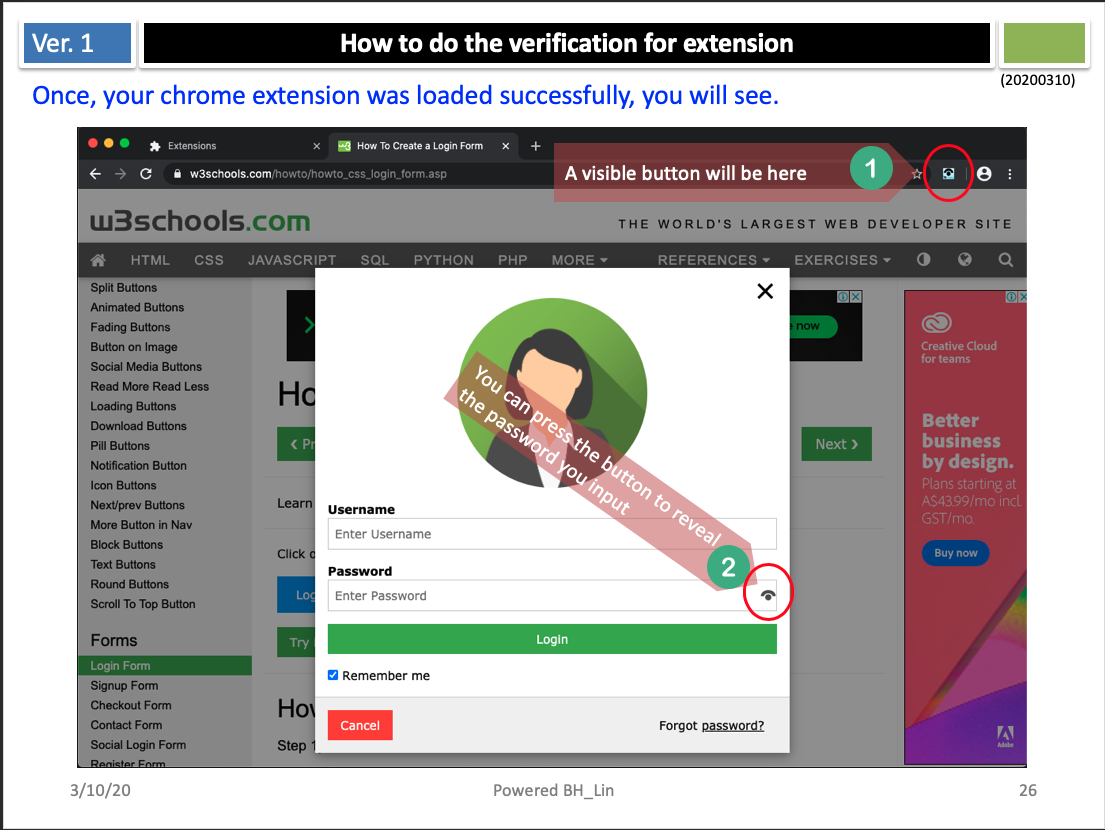 Ver. 1
How to do the verification for extension
(20200310)
Once, your chrome extension was loaded successfully, you will see.
Extensions
How To Create a Login Form
w3schools.com/howto/howto_css_login_form.asp
A visible button will be here
1
w3schools.com
THE WORLD'S LARGEST WEB DEVELOPER SITE
HTML CSS JAVASCRIPT SQL PYTHON PHP MORE REFERENCES EXERCISES
Split Buttons
Animated Buttons
Fading Buttons
Button on Image
Social Media Buttons
Read More Read Less
Loading Buttons
Download Buttons
Pill Buttons
Notification Button
Icon Buttons
Next/prev Buttons
More Button in Nav
Block Buttons
Text Buttons
Round Buttons
Scroll To Top Button
Forms
Login Form
Signup Form
Checkout Form
Contact Form
Social Login Form
Register Form
now
Ho
❮ Pr
Next ❯
Learn
Click o
Log
Try
How
Step 1
You can press the button to reveal
the password you input
Username
Enter Username
2
Password
Enter Password
Login
Remember me
Cancel
Forgot password?
Creative Cloud
for teams
Better
business
by design.
Plans starting at
A$43.99/mo incl.
GST/mo.
Buy now
Adobe
3/10/20
Powered BH_Lin
26